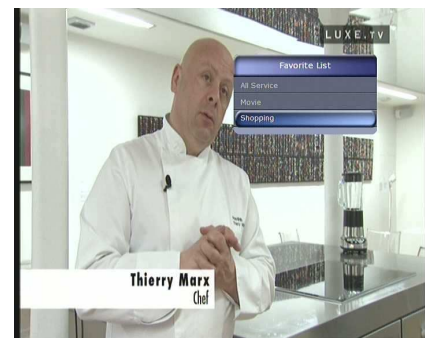 LUXE.TV
Favorite List
All Service
Movie
Shopping
Thierry Marx
Chef